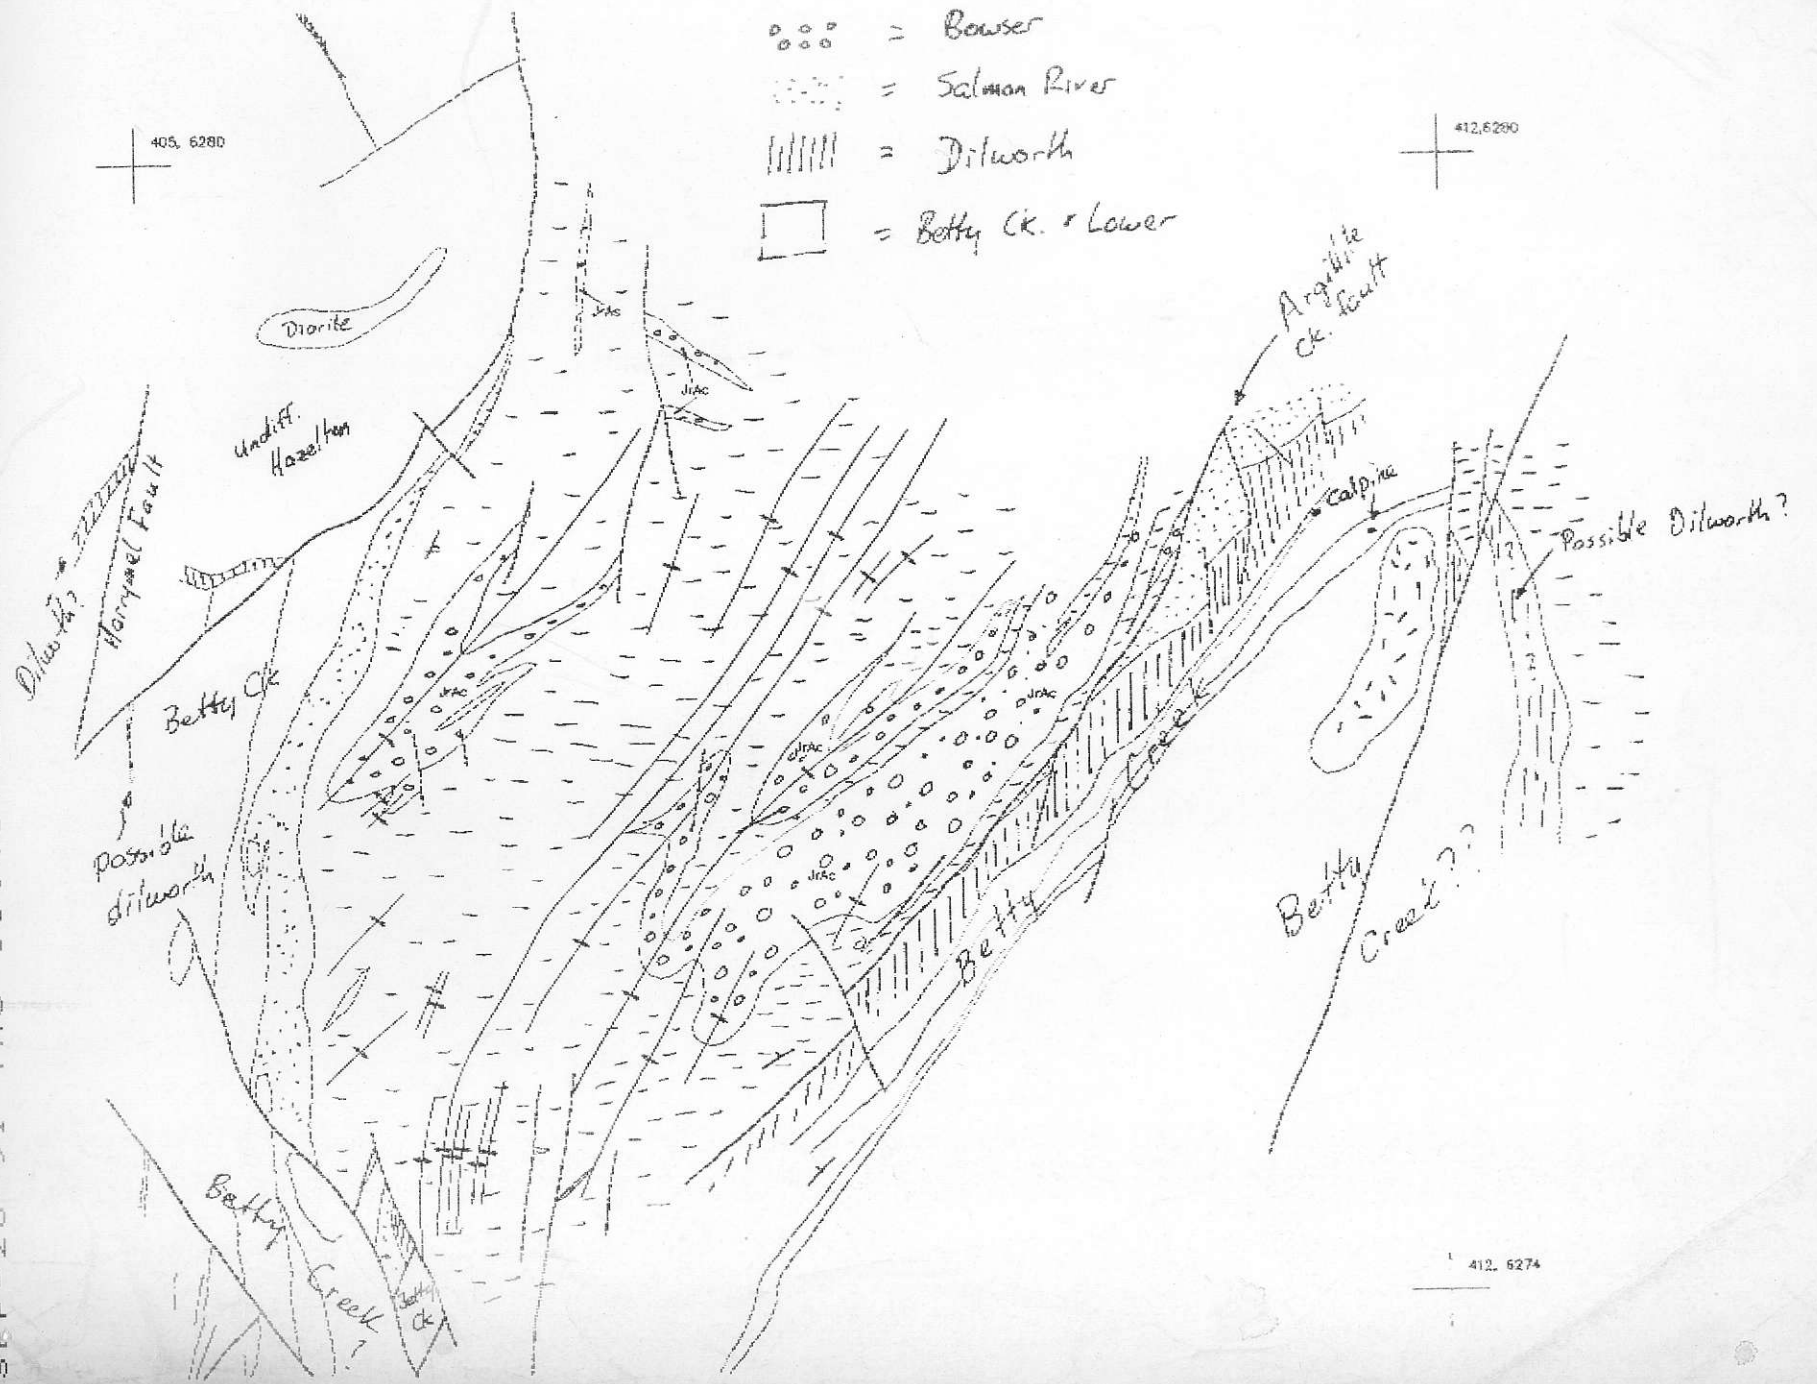 = Bowser
= Salmon River
= Dilworth
= Betty Ck. & Lower
405, 6280
412,6280
Argillite
Ck. fault
Diorite
JrAc
JrAc
undiff.
Hazelton
Calpine
Possible Dilworth?
Dilworth?
Harrymel Fault
Betty Ck
JrAc
JrAc
JrAc
JrAc
Possible
dilworth
Betty Creek
Betty
Creek??
?
?
Betty
Creek
?
Betty
Ck
412, 6274